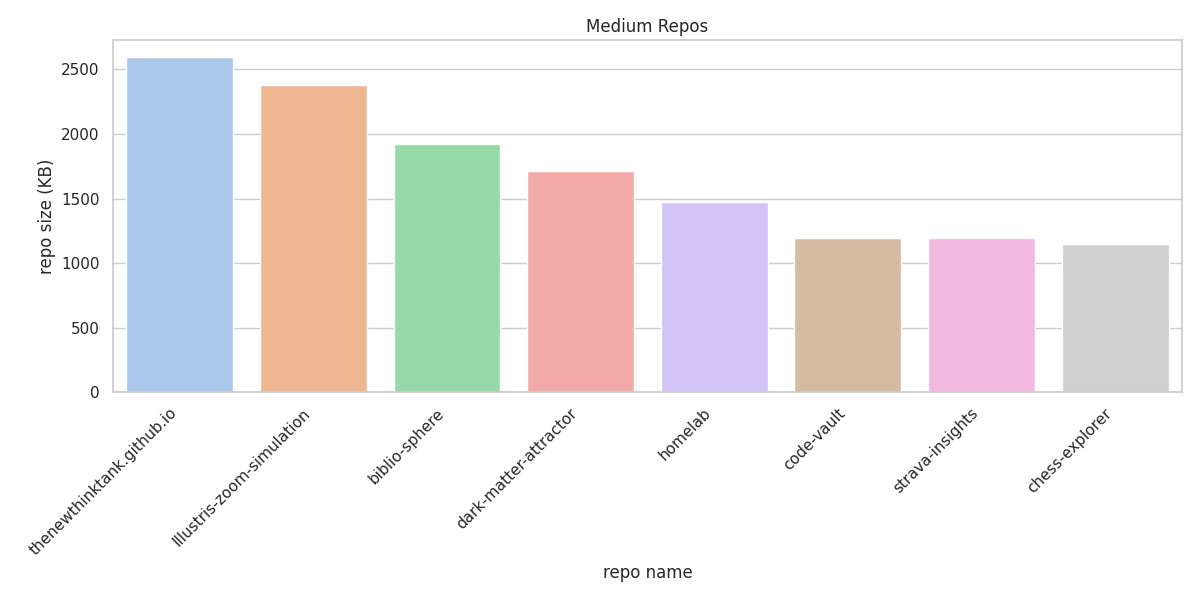 Medium Repos
repo size (KB)
2500
2000
1500
1000
500
0
thenewthinktank.github.io
Illustris-zoom-simulation
biblio-sphere
dark-matter-attractor
homelab
code-vault
strava-insights
chess-explorer
repo name